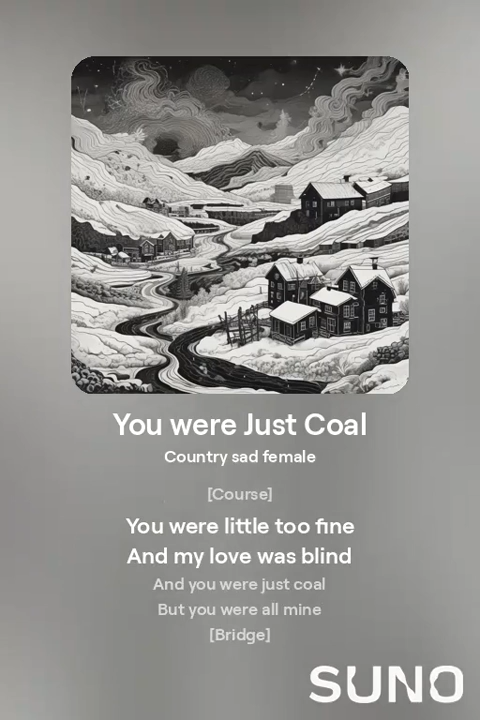 You were Just Coal
Country sad female
[Course]
You were little too fine
And my love was blind
And you were just coal
But you were all mine
[Bridge]
SUNO